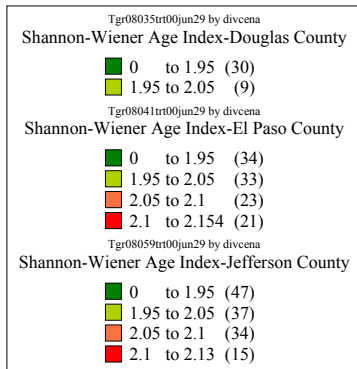 Tgr08035trt00jun29 by divcena
Shannon-Wiener Age Index-Douglas County
0 to 1.95 (30)
1.95 to 2.05 (9)
Tgr08041trt00jun29 by divcena
Shannon-Wiener Age Index-El Paso County
0 to 1.95 (34)
1.95 to 2.05 (33)
2.05 to 2.1 (23)
2.1 to 2.154 (21)
Tgr08059trt00jun29 by divcena
Shannon-Wiener Age Index-Jefferson County
0 to 1.95 (47)
1.95 to 2.05 (37)
2.05 to 2.1 (34)
2.1 to 2.13 (15)